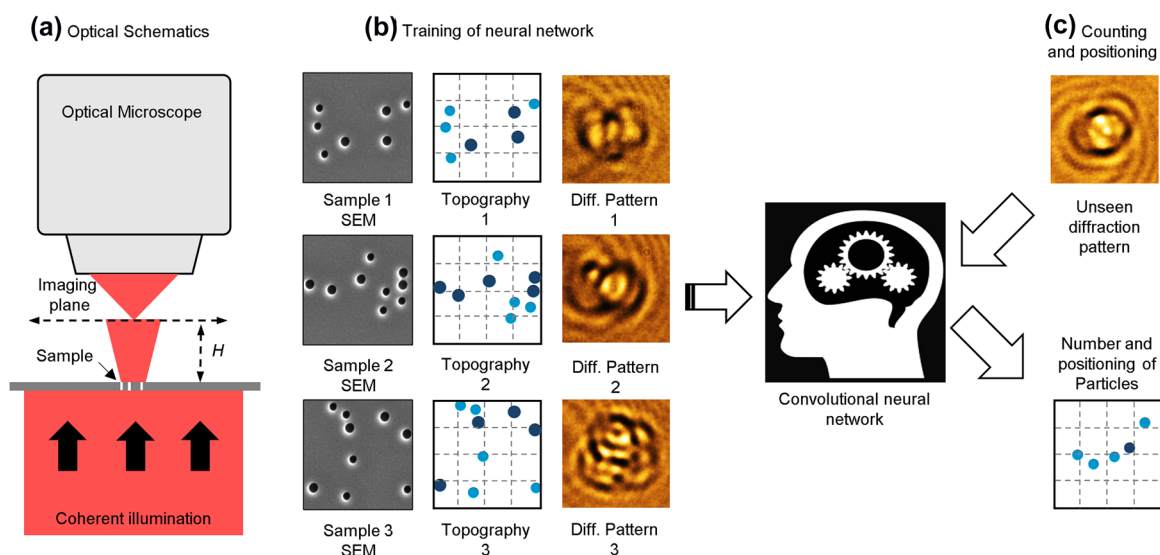 (a) Optical Schematics
Optical Microscope
Imaging
plane
H
Sample
Coherent illumination
(b) Training of neural network
Sample 1
SEM
Topography
1
Diff. Pattern
1
Sample 2
SEM
Topography
2
Diff. Pattern
2
Sample 3
SEM
Topography
3
Diff. Pattern
3
Convolutional neural
network
(c) Counting
and positioning
Unseen
diffraction
pattern
Number and
positioning of
Particles